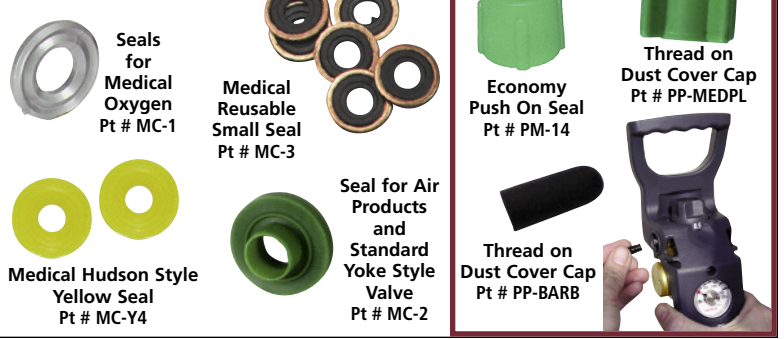 Seals
for
Medical
Oxygen
Pt # MC-1
Medical
Reusable
Small Seal
Pt # MC-3
Economy
Push On Seal
Pt # PM-14
Thread on
Dust Cover Cap
Pt # PP-MEDPL
Medical Hudson Style
Yellow Seal
Pt # MC-Y4
Seal for Air
Products
and
Standard
Yoke Style
Valve
Pt # MC-2
Thread on
Dust Cover Cap
Pt # PP-BARB